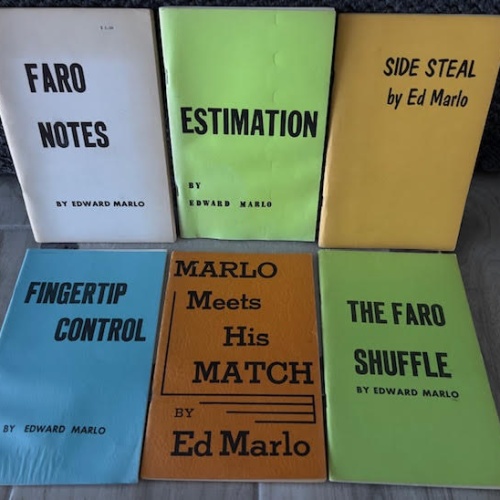 FARO
NOTES
BY EDWARD MARLO
ESTIMATION
BY
EDWARD MARLO
SIDE STEAL
by Ed Marlo
FINGERTIP
CONTROL
BY EDWARD MARLO
MARLO
Meets
His
MATCH
BY
Ed Marlo
THE FARO
SHUFFLE
BY EDWARD MARLO